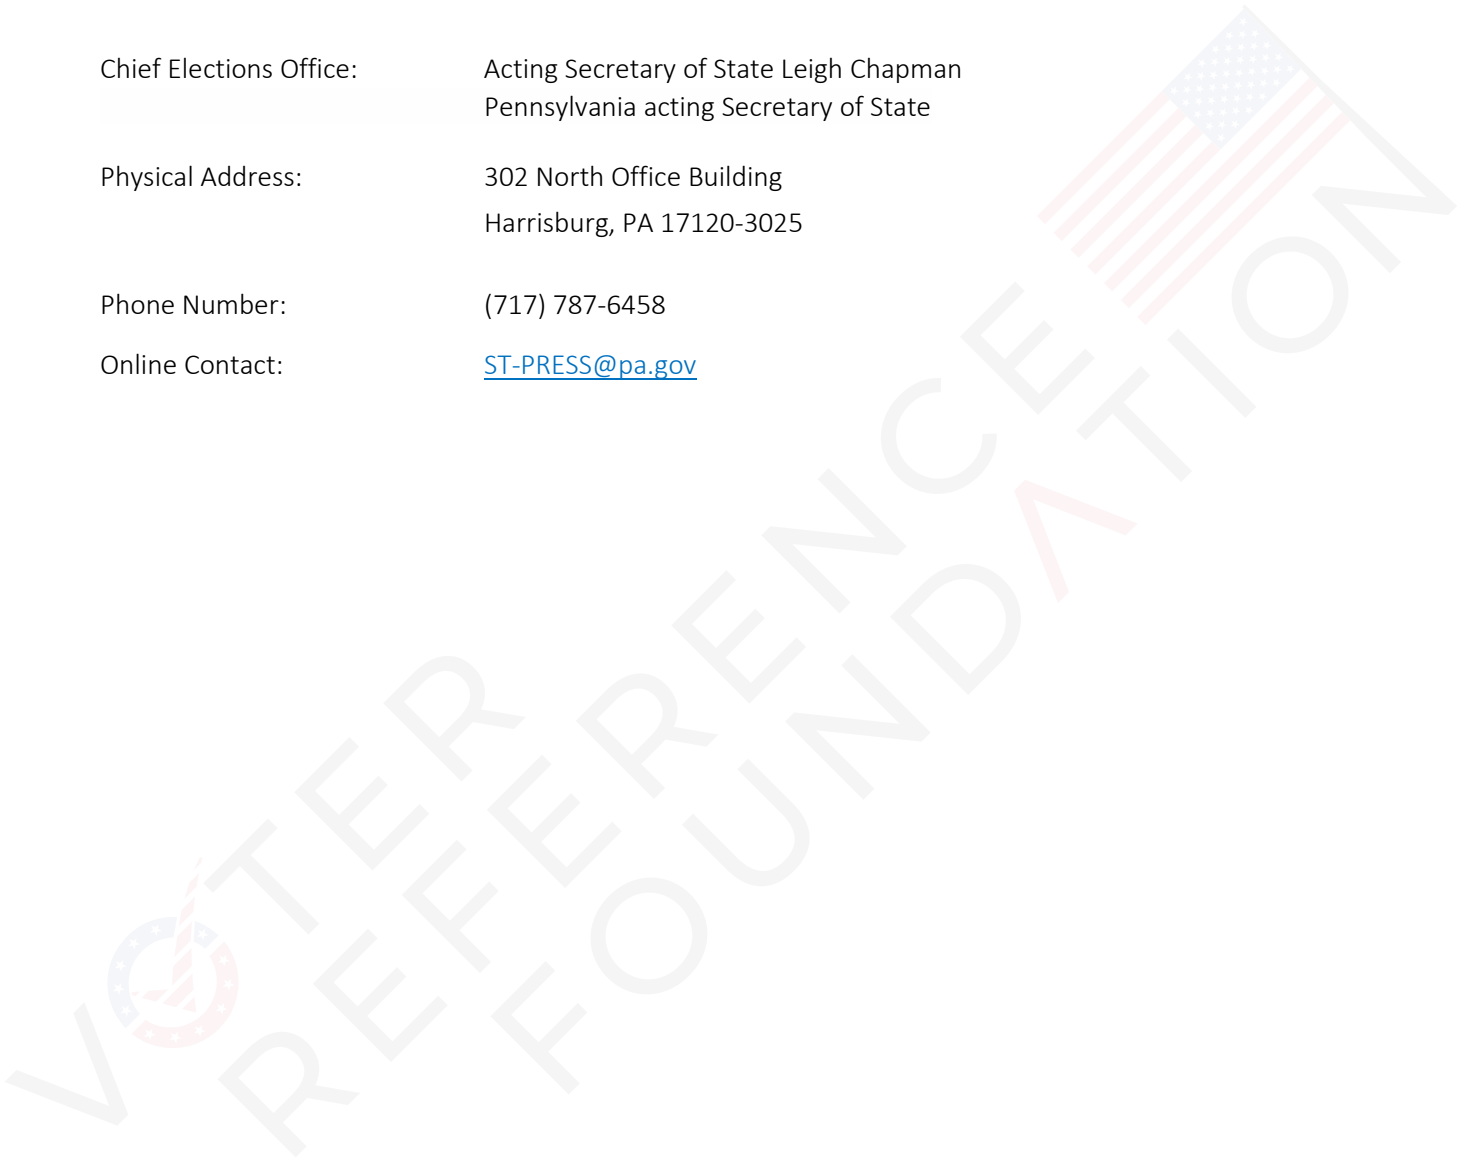 Chief Elections Office: Acting Secretary of State Leigh Chapman
Pennsylvania acting Secretary of State
Physical Address: 302 North Office Building
Harrisburg, PA 17120-3025
Phone Number: (717) 787-6458
Online Contact: ST-PRESS@pa.gov
VOTER
REFERENCE
FOUNDATION